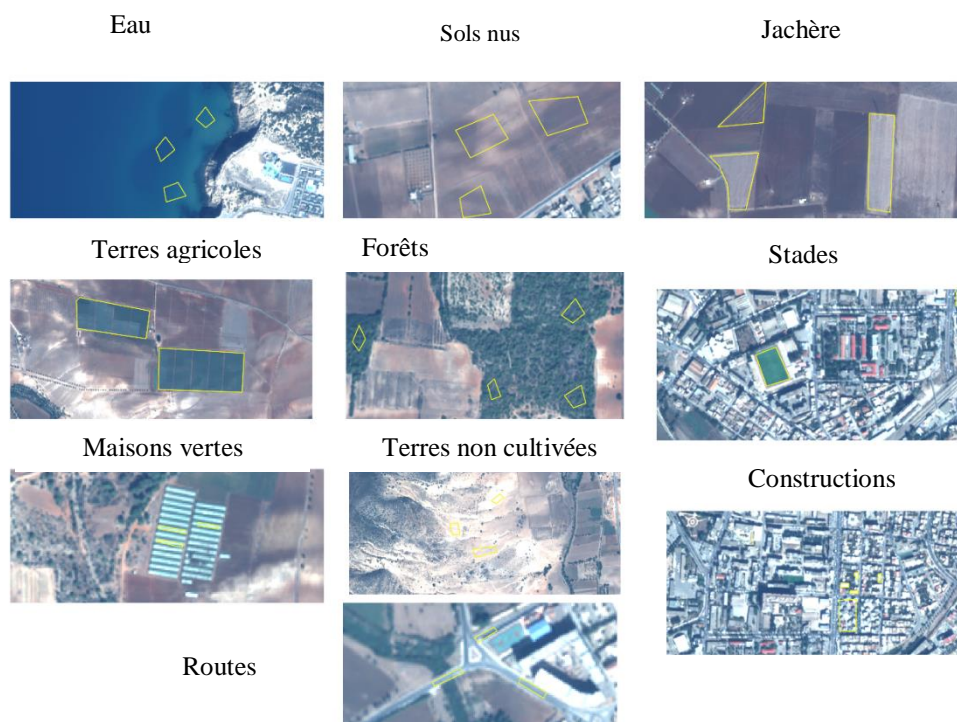 Eau
Sols nus
Jachère
Terres agricoles
Forêts
Stades
Maisons vertes
Terres non cultivées
Constructions
Routes